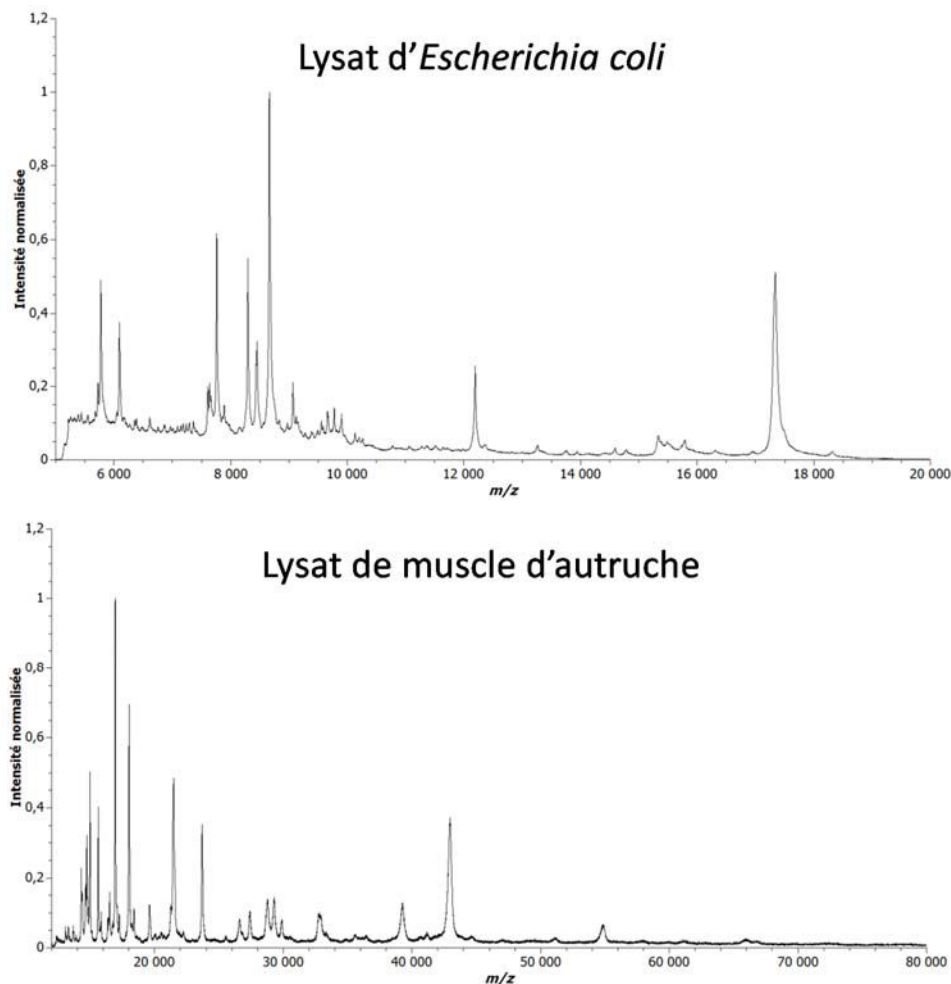 1,2
Lysat d’Escherichia coli
1
0,8
0,6
0,4
0,2
0
Intensité normalisée
6 000 8 000 10 000 12 000 14 000 16 000 18 000 20 000
m/z
1,2
Lysat de muscle d’autruche
1
0,8
0,6
0,4
0,2
0
Intensité normalisée
20 000 30 000 40 000 50 000 60 000 70 000 80 000
m/z